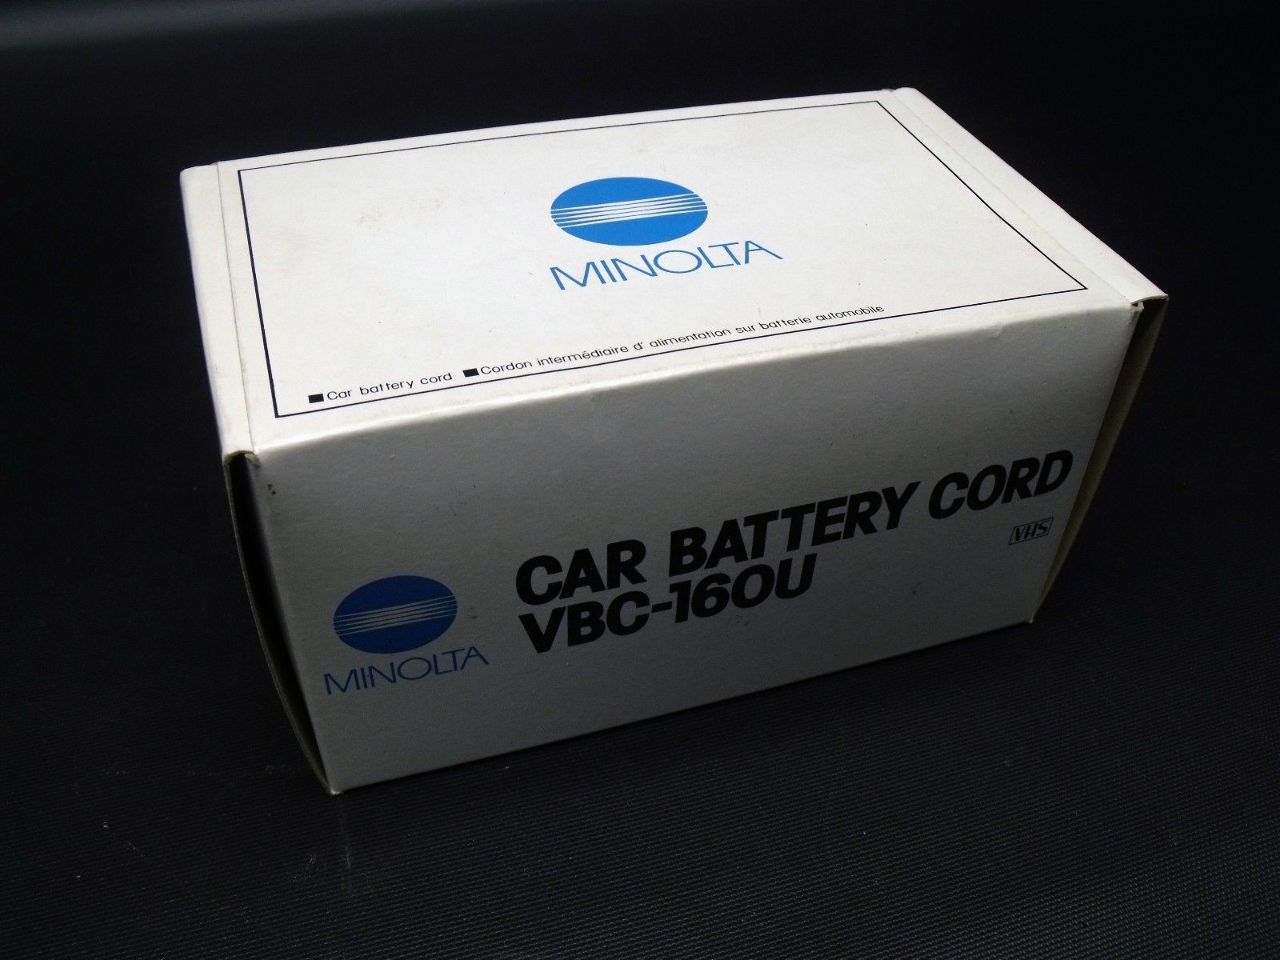 MINOLTA
■Car battery cord ■Cordon intermédiaire d' alimentation sur batterie automobile
CAR BATTERY CORD
VBC-160U
VHS
MINOLTA